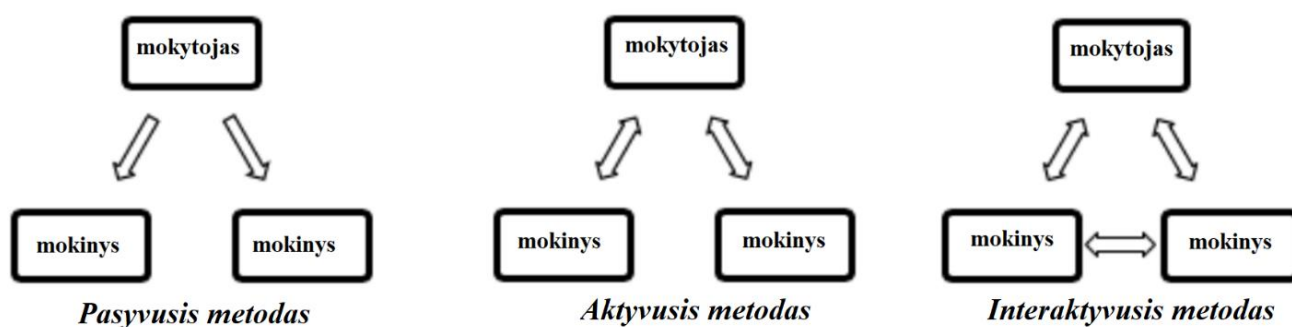 mokytojas
mokinys
mokinys
Pasyvusis metodas
mokytojas
mokinys
mokinys
Aktyvusis metodas
mokytojas
mokinys
mokinys
Interaktyvusis metodas